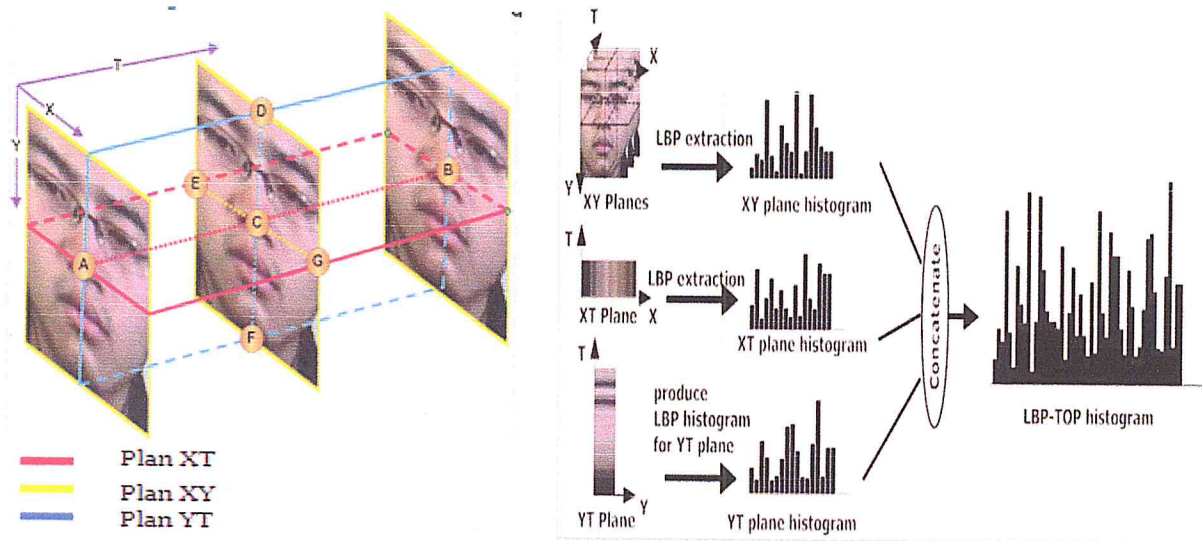 T
X
Y
D
E
B
C
A
G
F
Plan XT
Plan XY
Plan YT
T
X
Y
XY Planes
LBP extraction
XY plane histogram
T
XT Plane
X
LBP extraction
XT plane histogram
T
YT Plane
Y
produce
LBP histogram
for YT plane
YT plane histogram
Concatenate
LBP-TOP histogram